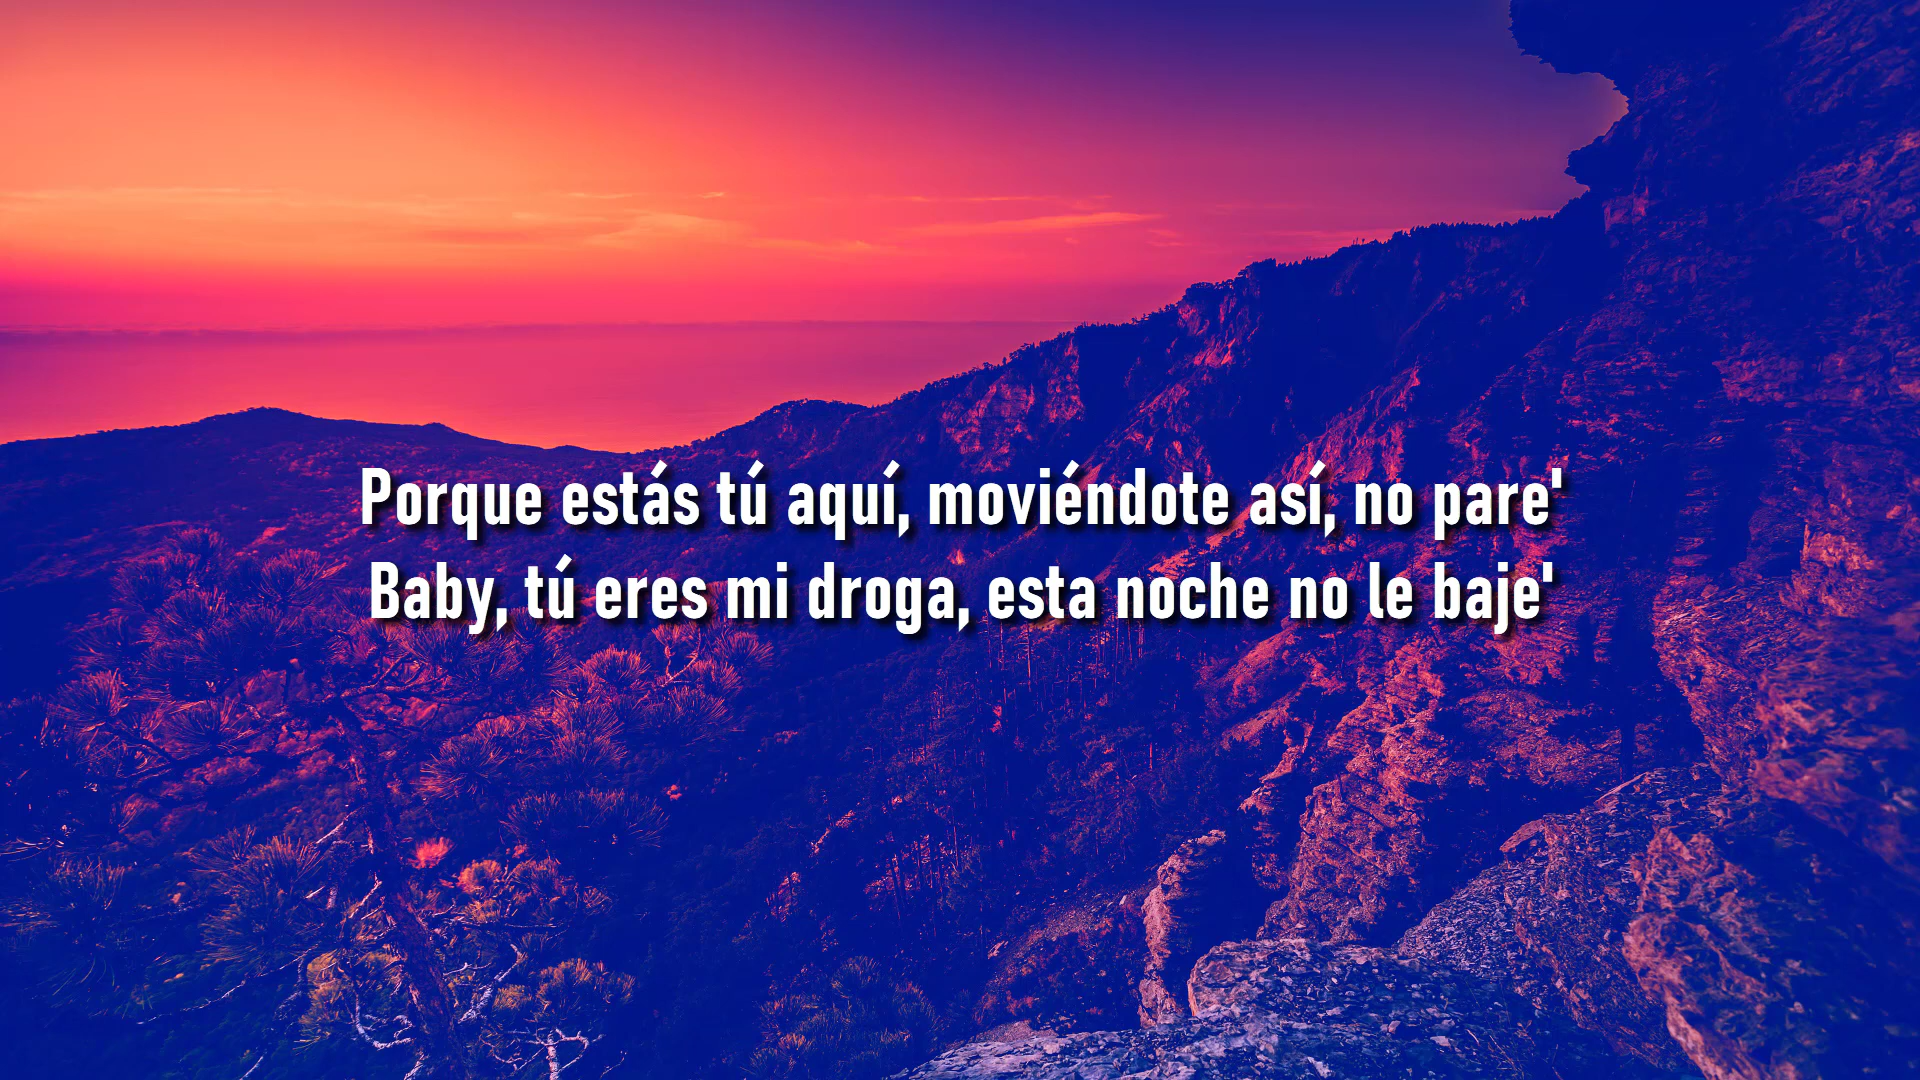 Porque estás tú aquí, moviéndote así, no pare'
Baby, tú eres mi droga, esta noche no le baje'